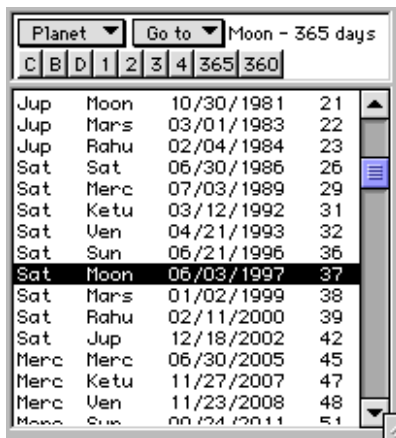 Planet Go to Moon - 365 days
C B D 1 2 3 4 365 360
Jup Moon 10/30/1981 21
Jup Mars 03/01/1983 22
Jup Rahu 02/04/1984 23
Sat Sat 06/30/1986 26
Sat Merc 07/03/1989 29
Sat Ketu 03/12/1992 31
Sat Ven 04/21/1993 32
Sat Sun 06/21/1996 36
Sat Moon 06/03/1997 37
Sat Mars 01/02/1999 38
Sat Rahu 02/11/2000 39
Sat Jup 12/18/2002 42
Merc Merc 06/30/2005 45
Merc Ketu 11/27/2007 47
Merc Ven 11/23/2008 48